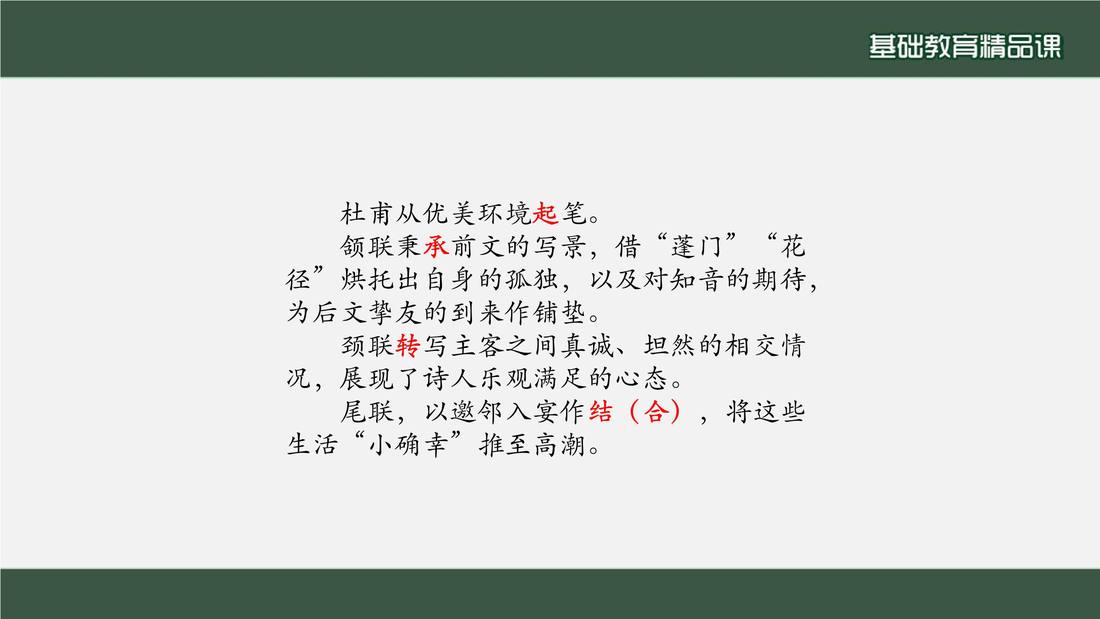 基础教育精品课
杜甫从优美环境起笔。
颔联秉承前文的写景，借“蓬门”“花
径”烘托出自身的孤独，以及对知音的期待，
为后文挚友的到来作铺垫。
颈联转写主客之间真诚、坦然的相交情
况，展现了诗人乐观满足的心态。
尾联，以邀邻入宴作结（合），将这些
生活“小确幸”推至高潮。